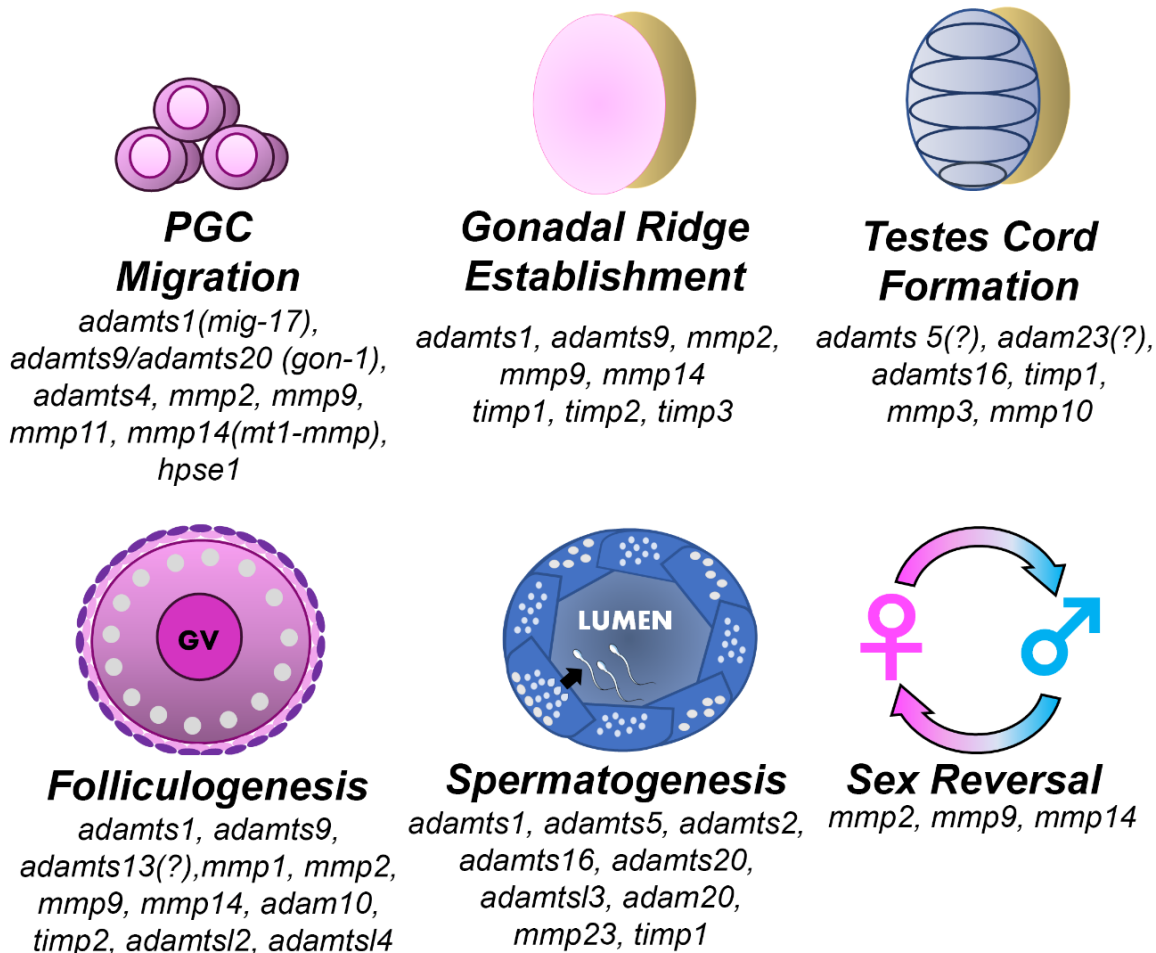 PGC
Migration
adamts1(mig-17),
adamts9/adamts20 (gon-1),
adamts4, mmp2, mmp9,
mmp11, mmp14(mt1-mmp),
hpse1
Gonadal Ridge
Establishment
adamts1, adamts9, mmp2,
mmp9, mmp14
timp1, timp2, timp3
Testes Cord
Formation
adamts 5(?), adam23(?),
adamts16, timp1,
mmp3, mmp10
GV
Folliculogenesis
adamts1, adamts9,
adamts13(?),mmp1, mmp2,
mmp9, mmp14, adam10,
timp2, adamtsl2, adamtsl4
LUMEN
Spermatogenesis
adamts1, adamts5, adamts2,
adamts16, adamts20,
adamtsl3, adam20,
mmp23, timp1
Sex Reversal
mmp2, mmp9, mmp14